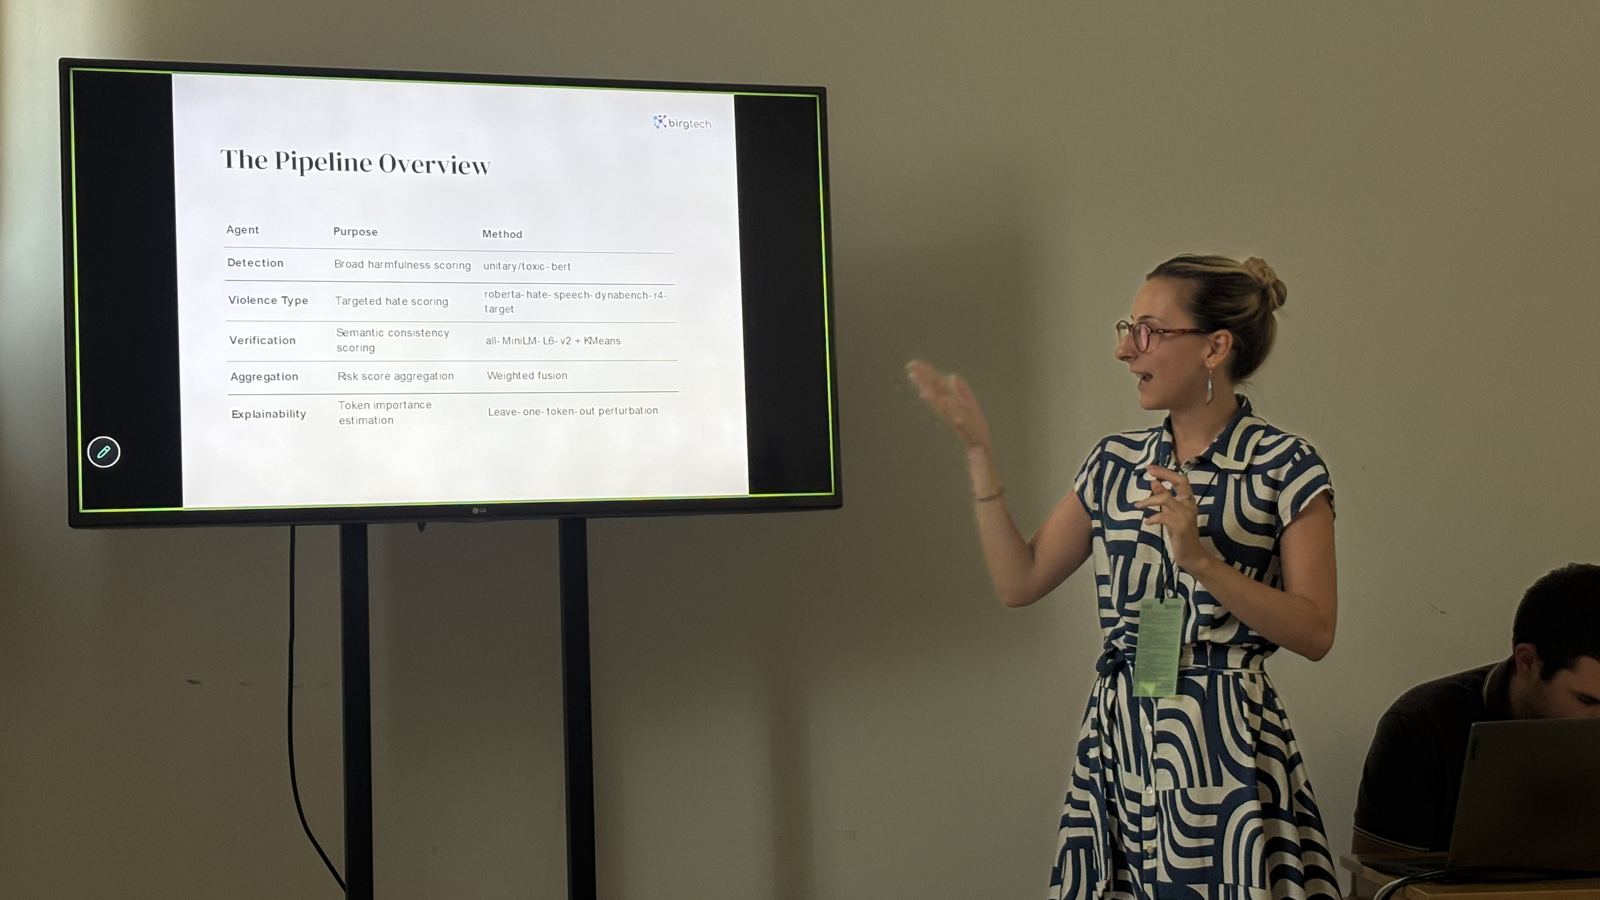 birgtech
The Pipeline Overview
Agent Purpose Method
Detection Broad harmfulness scoring unitary/toxic-bert
Violence Type Targeted hate scoring roberta-hate-speech-dynabench-r4-
target
Verification Semantic consistency
scoring all-MiniLM-L6-v2 + KMeans
Aggregation Risk score aggregation Weighted fusion
Explainability Token importance
estimation Leave-one-token-out perturbation
LG